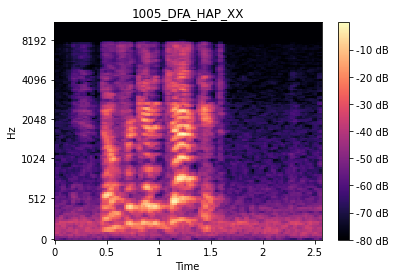 1005_DFA_HAP_XX
8192
4096
2048
1024
512
0
Hz
0 0.5 1 1.5 2 2.5
Time
-10 dB
-20 dB
-30 dB
-40 dB
-50 dB
-60 dB
-70 dB
-80 dB